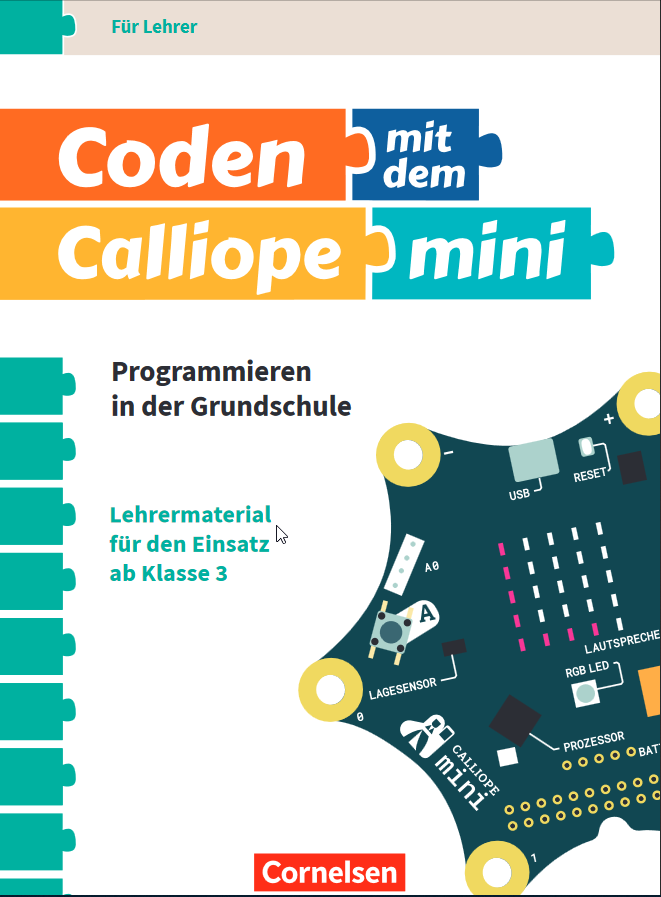 Für Lehrer
Coden mit dem
Calliope mini
Programmieren
in der Grundschule
Lehrermaterial
für den Einsatz
ab Klasse 3
+
−
USB
RESET
A0
A
LAUTSPRECHE
RGB LED
LAGESENSOR
0
PROZESSOR
BATT
CALLIOPE
mini
1
Cornelsen